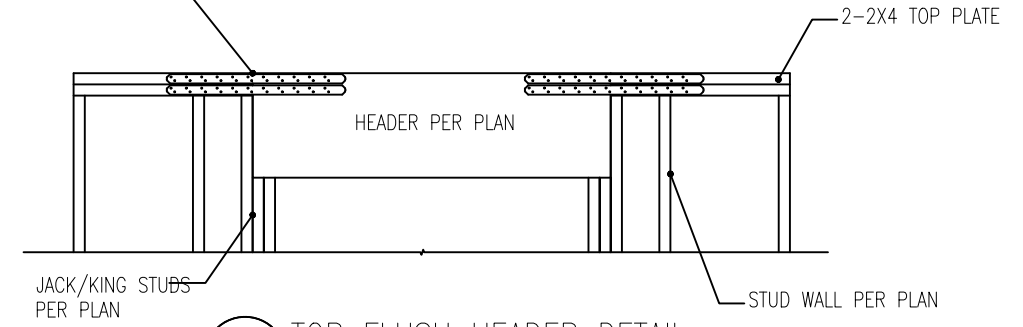 2-2X4 TOP PLATE
HEADER PER PLAN
JACK/KING STUDS
PER PLAN
STUD WALL PER PLAN
TOP FLUSH HEADER DETAIL